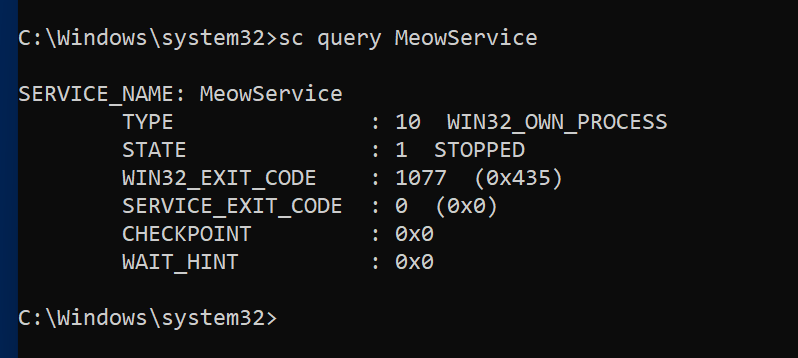 C:\Windows\system32>sc query MeowService
SERVICE_NAME: MeowService
TYPE : 10 WIN32_OWN_PROCESS
STATE : 1 STOPPED
WIN32_EXIT_CODE : 1077 (0x435)
SERVICE_EXIT_CODE : 0 (0x0)
CHECKPOINT : 0x0
WAIT_HINT : 0x0
C:\Windows\system32>